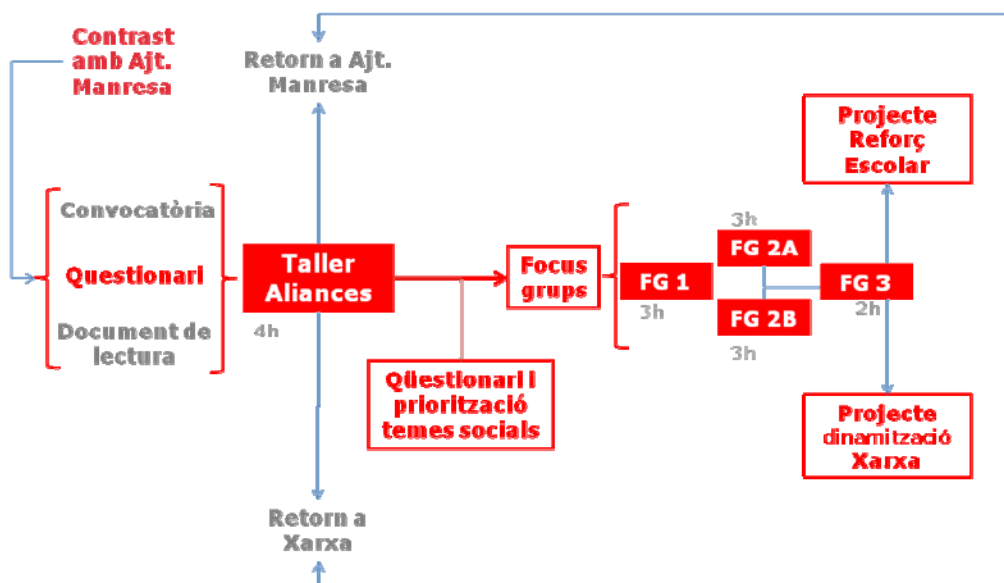 Contrast
amb Ajt.
Manresa
Retorn a Ajt.
Manresa
Projecte
Reforç
Escolar
Convocatòria
Questionari
Document de
lectura
Taller
Aliances
4h
Focus
grups
FG 1
3h
3h
FG 2A
FG 2B
3h
FG 3
2h
Qüestionari i
priorització
temes socials
Projecte
dinamització
Xarxa
Retorn a
Xarxa